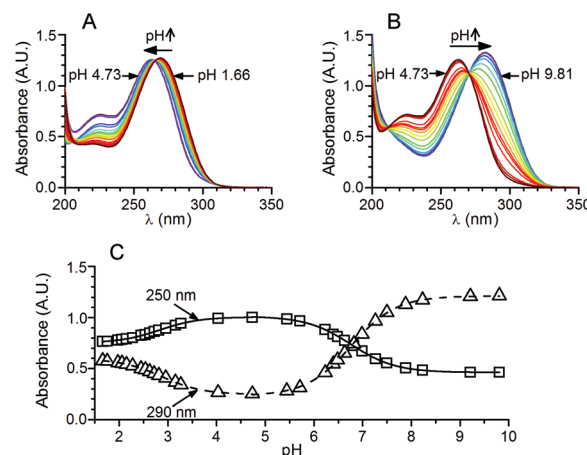 A
B
pH↑
pH↑
Absorbance (A.U.)
1.5
1.0
0.5
0.0
pH 4.73
pH 1.66
200
250
300
350
λ (nm)
Absorbance (A.U.)
1.5
1.0
0.5
0.0
pH 4.73
pH 9.81
200
250
300
350
λ (nm)
C
Absorbance (A.U.)
1.5
1.0
0.5
0.0
250 nm
290 nm
2
3
4
5
6
7
8
9
10
pH